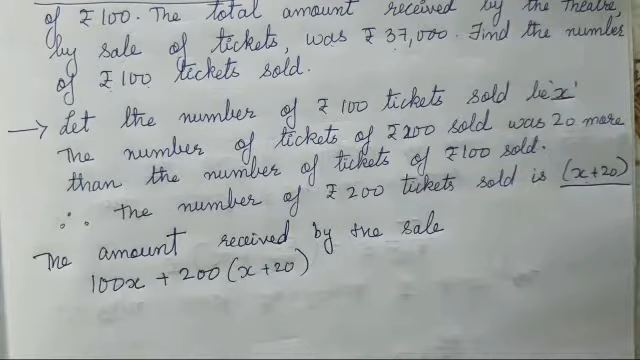 of ₹100. The total amount received by the theatre,
by sale of tickets, was ₹ 37,000. Find the number
of ₹100 tickets sold.
→ Let the number of ₹100 tickets sold be 'x'
The number of tickets of ₹200 sold was 20 more
than the number of tickets of ₹100 sold.
∴ The number of ₹200 tickets sold is (x+20)
The amount received by the sale
100x + 200 (x+20)